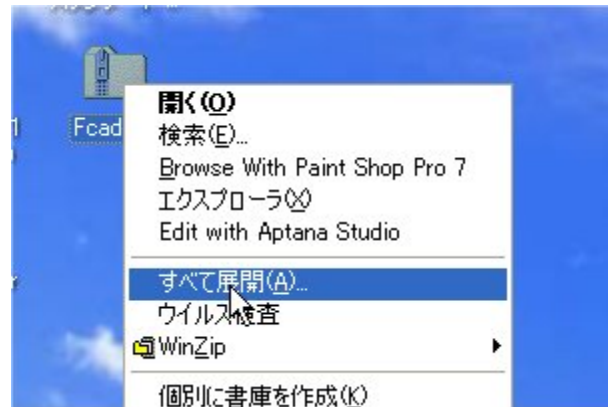 Fcad
開く(O)
検索(E)...
Browse With Paint Shop Pro 7
エクスプローラ(X)
Edit with Aptana Studio
すべて展開(A)...
ウイルス検査
WinZip
個別に書庫を作成(K)